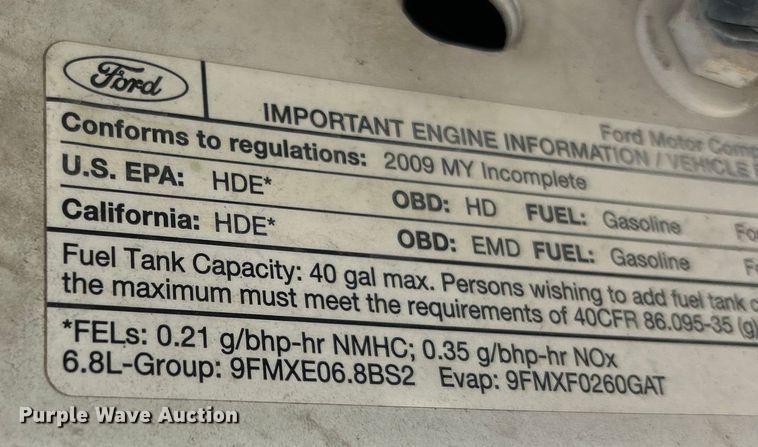 Ford
Ford Motor Comp
IMPORTANT ENGINE INFORMATION / VEHICLE
Conforms to regulations: 2009 MY Incomplete
U.S. EPA: HDE* OBD: HD FUEL: Gasoline Fo
California: HDE* OBD: EMD FUEL: Gasoline F
Fuel Tank Capacity: 40 gal max. Persons wishing to add fuel tank c
the maximum must meet the requirements of 40CFR 86.095-35 (g)
*FELs: 0.21 g/bhp-hr NMHC; 0.35 g/bhp-hr NOx
6.8L-Group: 9FMXE06.8BS2 Evap: 9FMXF0260GAT
Purple Wave Auction